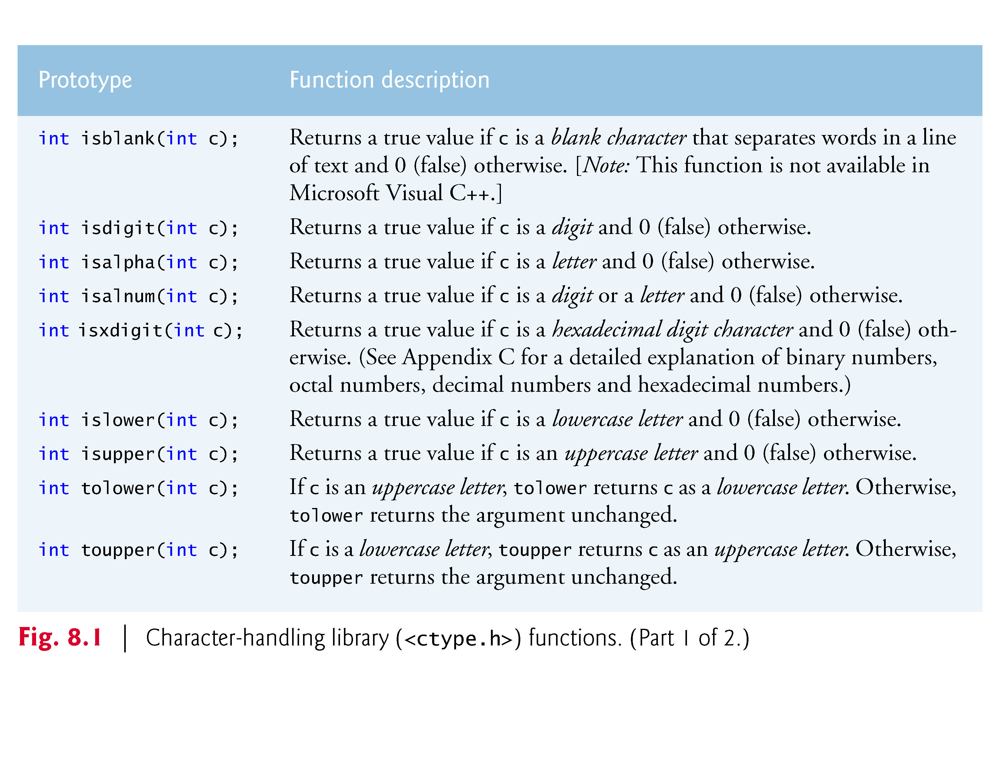 Prototype Function description
int isblank(int c); Returns a true value if c is a blank character that separates words in a line
of text and 0 (false) otherwise. [Note: This function is not available in
Microsoft Visual C++.]
int isdigit(int c); Returns a true value if c is a digit and 0 (false) otherwise.
int isalpha(int c); Returns a true value if c is a letter and 0 (false) otherwise.
int isalnum(int c); Returns a true value if c is a digit or a letter and 0 (false) otherwise.
int isxdigit(int c); Returns a true value if c is a hexadecimal digit character and 0 (false) oth-
erwise. (See Appendix C for a detailed explanation of binary numbers,
octal numbers, decimal numbers and hexadecimal numbers.)
int islower(int c); Returns a true value if c is a lowercase letter and 0 (false) otherwise.
int isupper(int c); Returns a true value if c is an uppercase letter and 0 (false) otherwise.
int tolower(int c); If c is an uppercase letter, tolower returns c as a lowercase letter. Otherwise,
tolower returns the argument unchanged.
int toupper(int c); If c is a lowercase letter, toupper returns c as an uppercase letter. Otherwise,
toupper returns the argument unchanged.
Fig. 8.1 | Character-handling library (<ctype.h>) functions. (Part 1 of 2.)